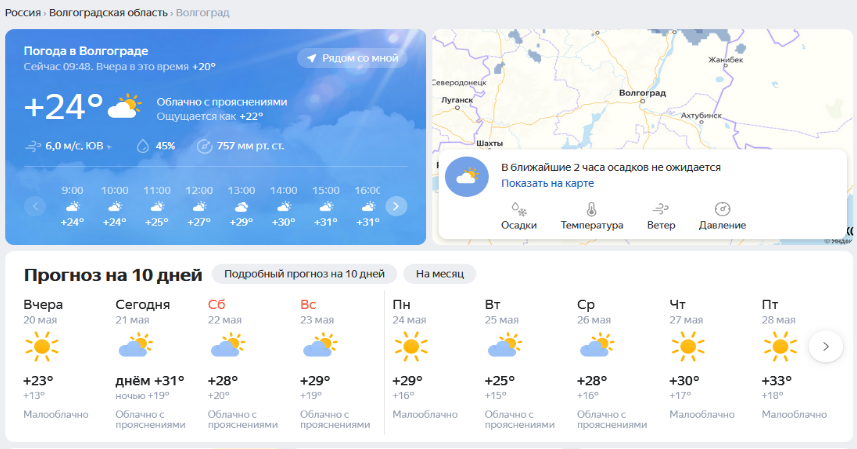 Россия › Волгоградская область › Волгоград
Погода в Волгограде
Сейчас 09:48. Вчера в это время +20°
Рядом со мной
+24°
Облачно с прояснениями
Ощущается как +22°
6,0 м/с, ЮВ
45%
757 мм рт. ст.
9:00 10:00 11:00 12:00 13:00 14:00 15:00 16:00
+24° +24° +25° +27° +29° +30° +31° +31°
Северодонецк
Луганск
Шахты
Волгоград
Жанибек
Ахтубинск
В ближайшие 2 часа осадков не ожидается
Показать на карте
Осадки Температура Ветер Давление
Прогноз на 10 дней
Подробный прогноз на 10 дней
На месяц
Вчера Сегодня Сб Вс Пн Вт Ср Чт Пт
20 мая 21 мая 22 мая 23 мая 24 мая 25 мая 26 мая 27 мая 28 мая
+23° днём +31° +28° +29° +29° +25° +28° +30° +33°
+13° ночью +19° +20° +19° +16° +15° +16° +17° +18°
Малооблачно Облачно с Облачно с Облачно с Малооблачно Облачно с Облачно с Малооблачно Малооблачно
прояснениями прояснениями прояснениями прояснениями прояснениями